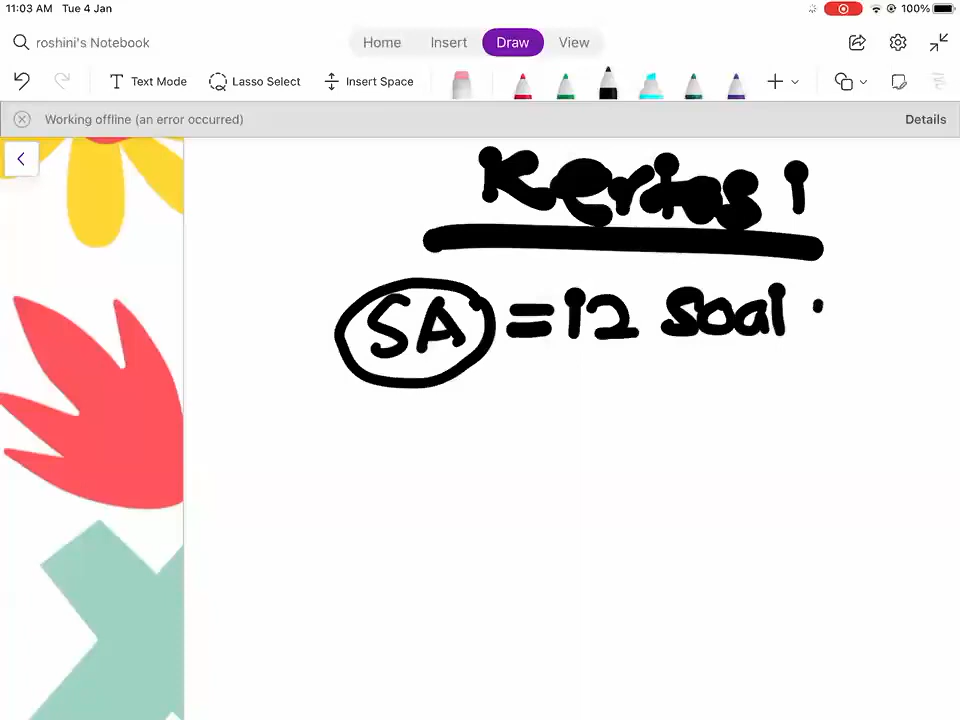 11:03 AM Tue 4 Jan 100%
roshini's Notebook Home Insert Draw View
Text Mode Lasso Select Insert Space
Working offline (an error occurred) Details
Kertas 1
SA = 12 soal